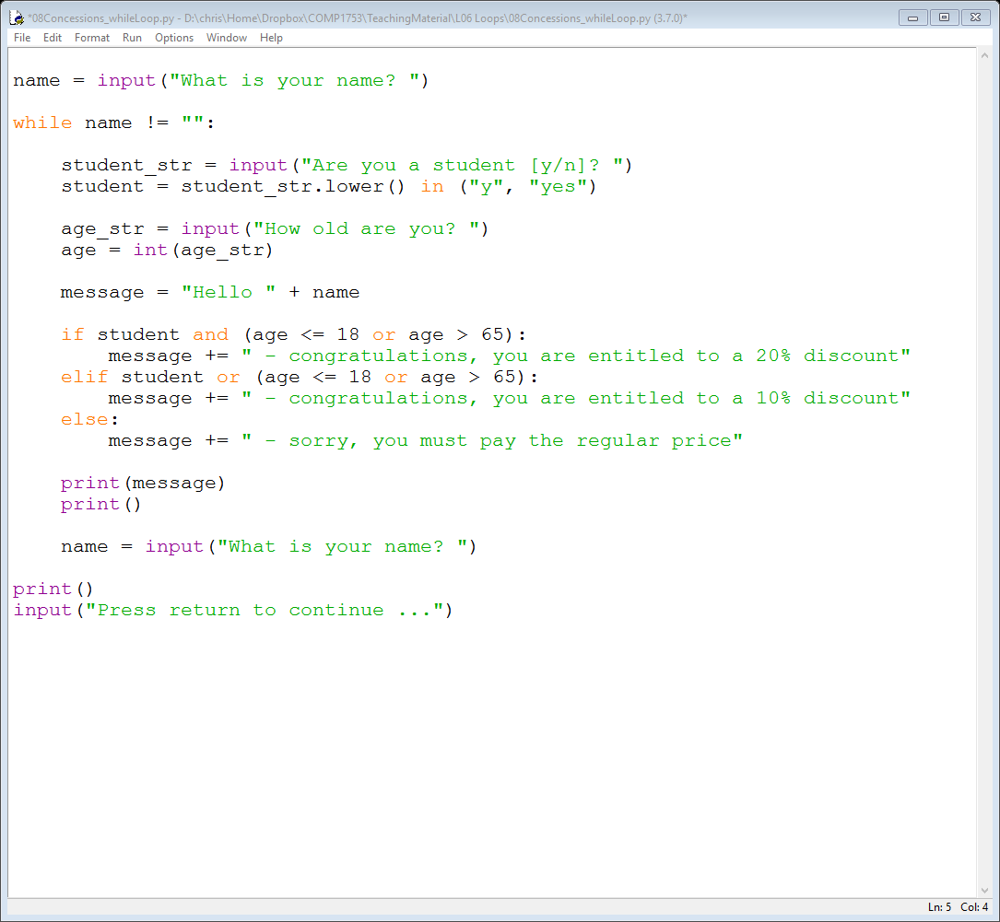 *08Concessions_whileLoop.py - D:\chris\Home\Dropbox\COMP1753\TeachingMaterial\L06 Loops\08Concessions_whileLoop.py (3.7.0)*
File Edit Format Run Options Window Help
name = input("What is your name? ")
while name != "":
    student_str = input("Are you a student [y/n]? ")
    student = student_str.lower() in ("y", "yes")
    age_str = input("How old are you? ")
    age = int(age_str)
    message = "Hello " + name
    if student and (age <= 18 or age > 65):
        message += " - congratulations, you are entitled to a 20% discount"
    elif student or (age <= 18 or age > 65):
        message += " - congratulations, you are entitled to a 10% discount"
    else:
        message += " - sorry, you must pay the regular price"
    print(message)
    print()
    name = input("What is your name? ")
print()
input("Press return to continue ...")
Ln: 5 Col: 4